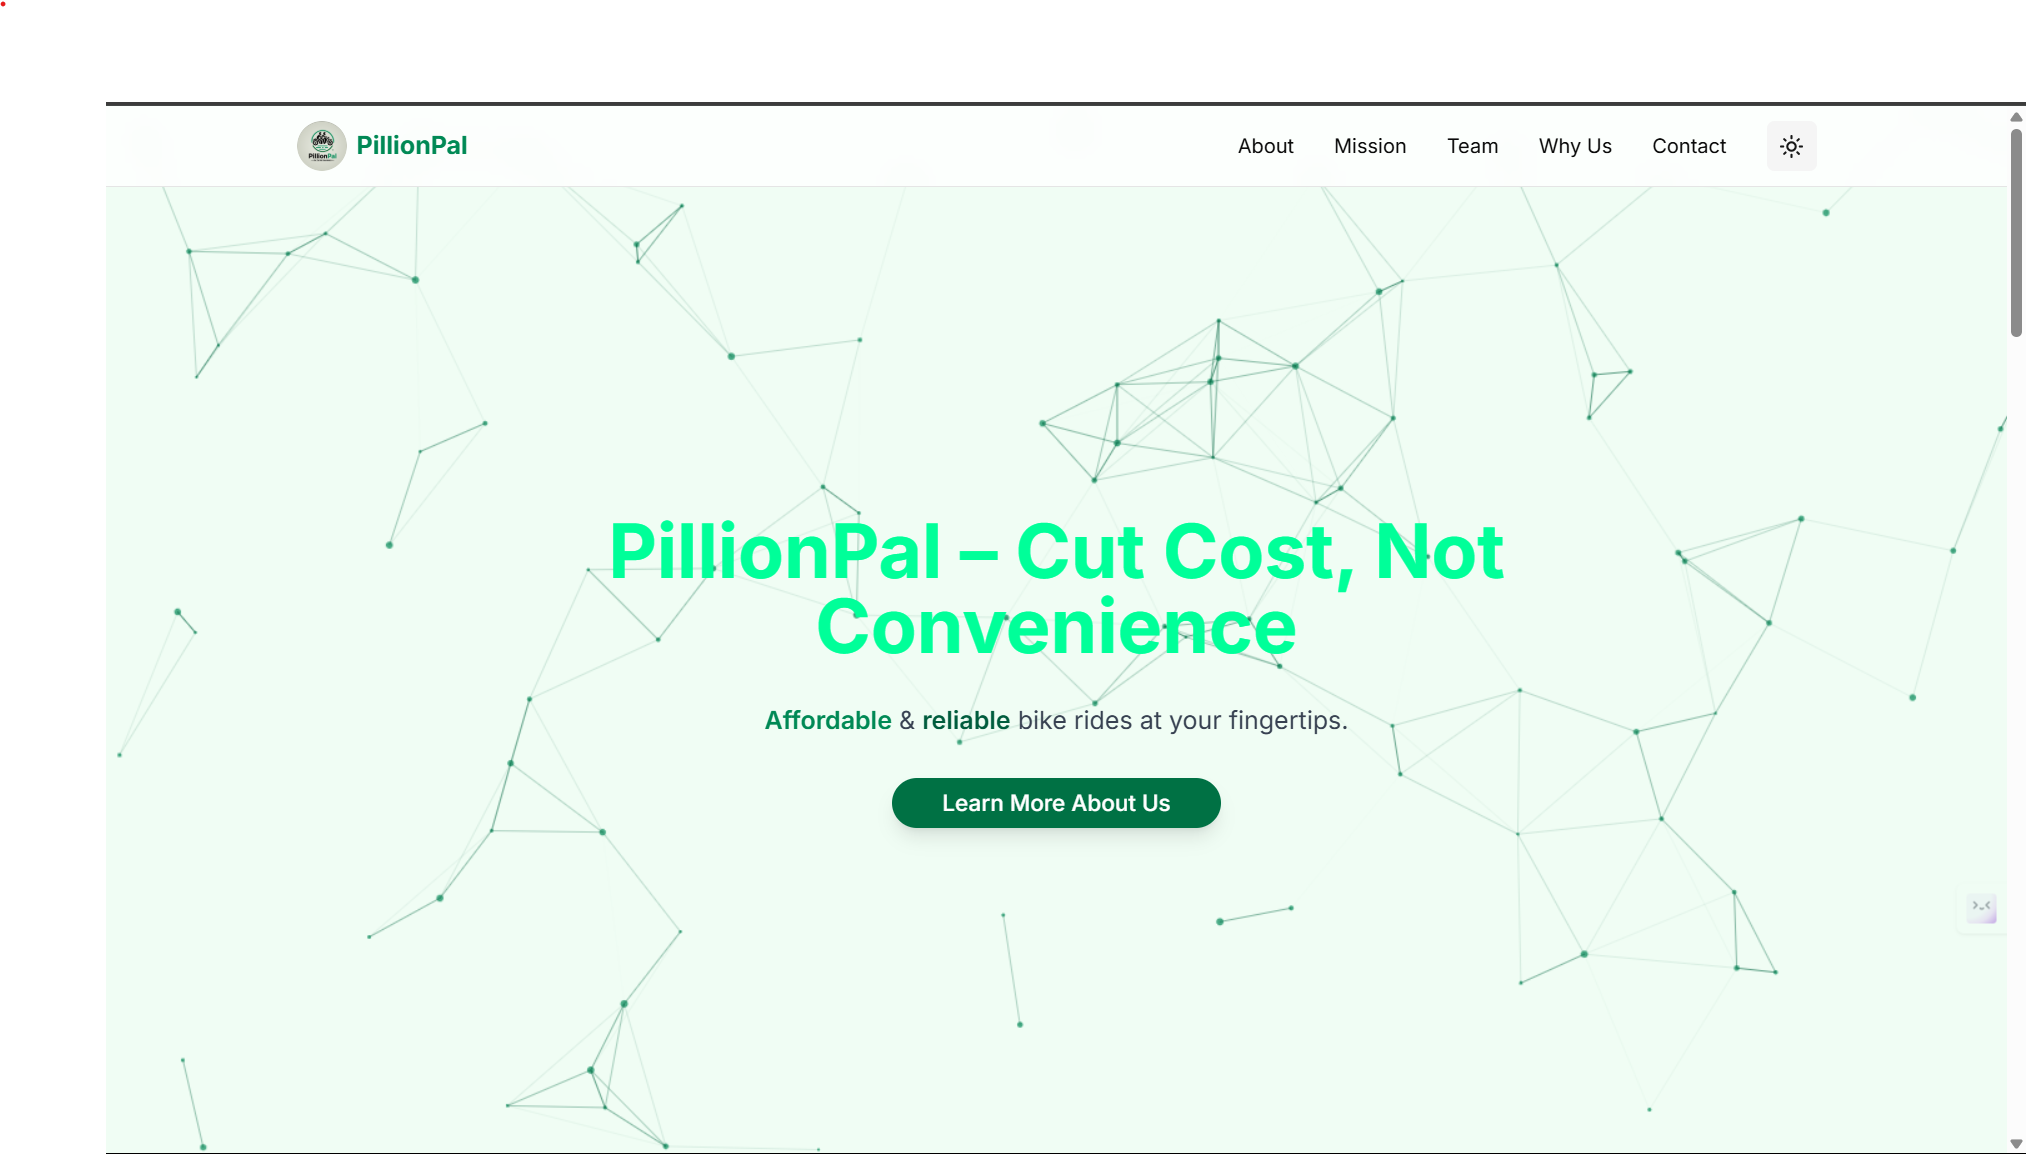 PillionPal
PillionPal
About
Mission
Team
Why Us
Contact
PillionPal – Cut Cost, Not
Convenience
Affordable & reliable bike rides at your fingertips.
Learn More About Us